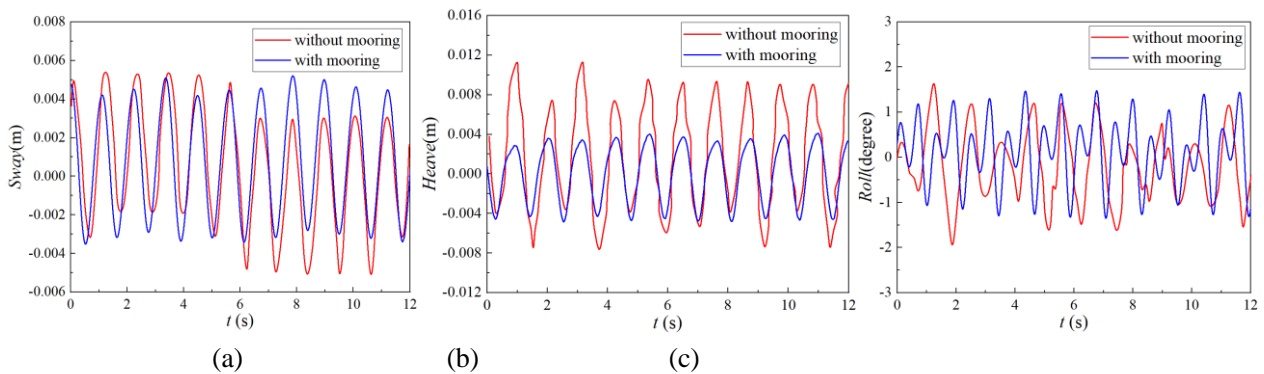 0.008
0.006
0.004
0.002
0.000
-0.002
-0.004
-0.006
Sway(m)
without mooring
with mooring
0 2 4 6 8 10 12
t (s)
0.016
0.012
0.008
0.004
0.000
-0.004
-0.008
-0.012
Heave(m)
without mooring
with mooring
0 2 4 6 8 10 12
t (s)
3
2
1
0
-1
-2
-3
Roll(degree)
without mooring
with mooring
0 2 4 6 8 10 12
t (s)
(a) (b) (c)